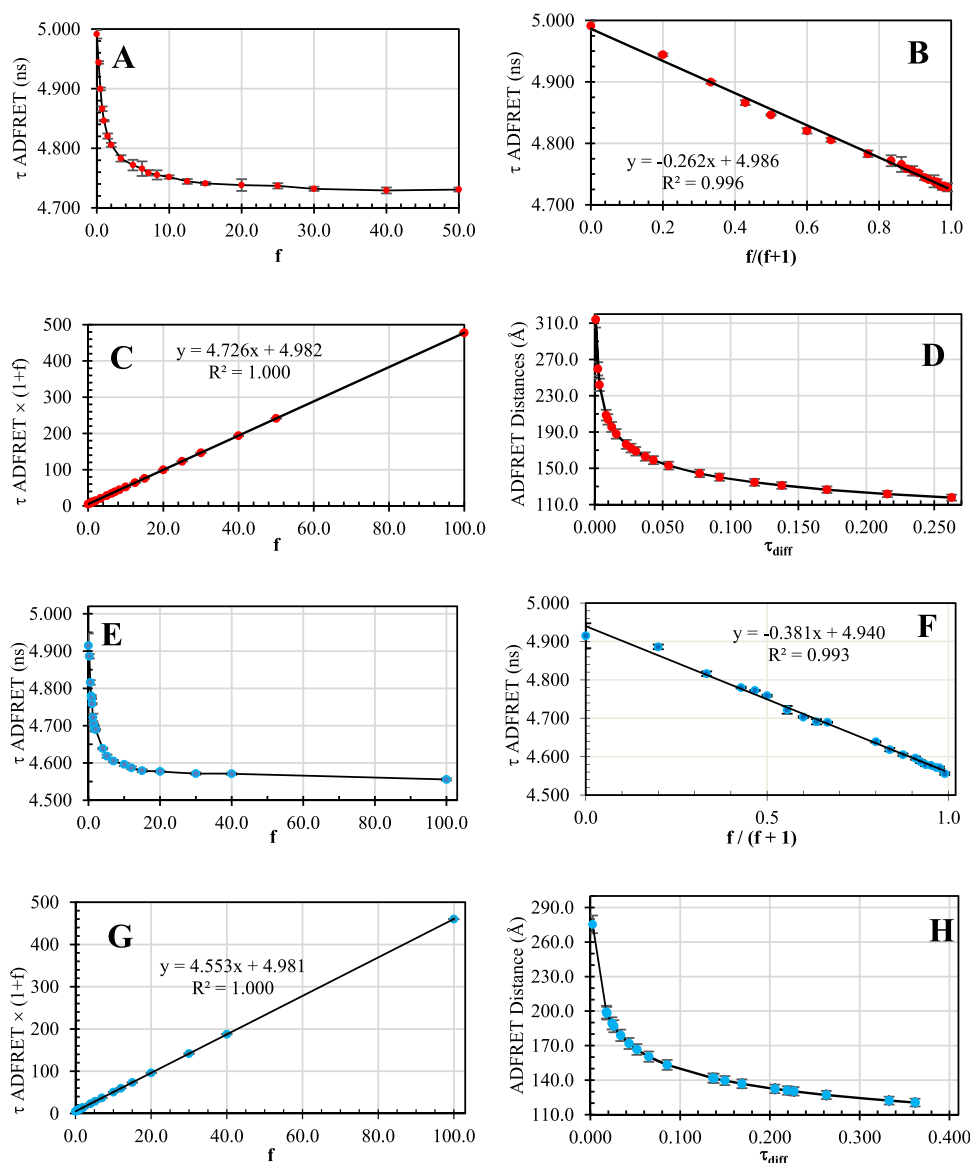 A
τ ADFRET (ns)
5.000
4.900
4.800
4.700
0.0 10.0 20.0 30.0 40.0 50.0
f
B
τ ADFRET (ns)
5.000
4.900
4.800
4.700
y = -0.262x + 4.986
R² = 0.996
0.0 0.2 0.4 0.6 0.8 1.0
f/(f+1)
C
τ ADFRET × (1+f)
500
400
300
200
100
0
y = 4.726x + 4.982
R² = 1.000
0.0 20.0 40.0 60.0 80.0 100.0
f
D
ADFRET Distances (Å)
310.0
270.0
230.0
190.0
150.0
110.0
0.000 0.050 0.100 0.150 0.200 0.250
τdiff
E
τ ADFRET (ns)
5.000
4.900
4.800
4.700
4.600
4.500
0.0 20.0 40.0 60.0 80.0 100.0
f
F
τ ADFRET (ns)
5.000
4.900
4.800
4.700
4.600
4.500
y = -0.381x + 4.940
R² = 0.993
0.0 0.5 1.0
f / (f + 1)
G
τ ADFRET × (1+f)
500
400
300
200
100
0
y = 4.553x + 4.981
R² = 1.000
0.0 20.0 40.0 60.0 80.0 100.0
f
H
ADFRET Distance (Å)
290.0
260.0
230.0
200.0
170.0
140.0
110.0
0.000 0.100 0.200 0.300 0.400
τdiff